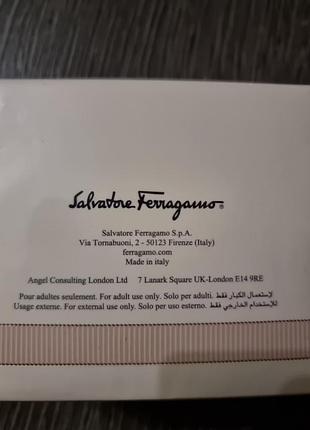 Salvatore Ferragamo®
Salvatore Ferragamo S.p.A.
Via Tornabuoni, 2 - 50123 Firenze (Italy)
ferragamo.com
Made in italy
Angel Consulting London Ltd 7 Lanark Square UK-London E14 9RE
Pour adultes seulement. For adult use only. Solo per adulti. لإستعمال الكبار فقط.
Usage externe. For external use only. Solo per uso esterno. للإستخدام الخارجي فقط.